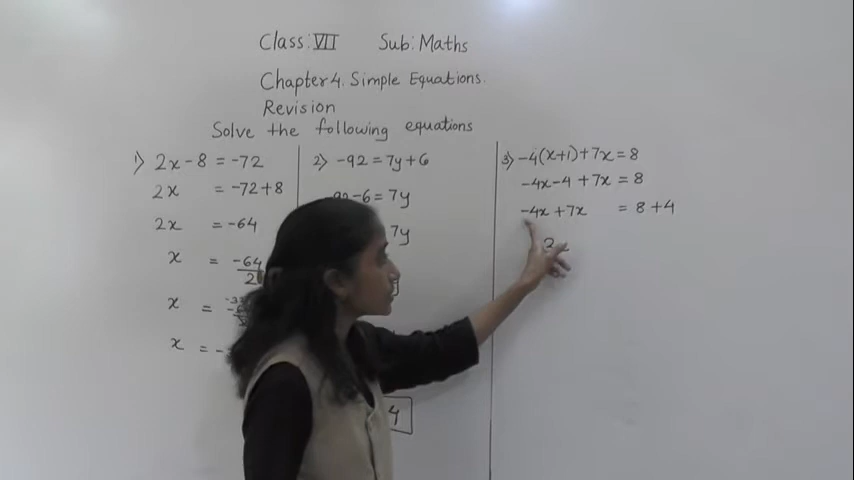 Class: VII Sub: Maths
Chapter 4. Simple Equations.
Revision
Solve the following equations
1) 2x - 8 = -72
2x = -72 + 8
2x = -64
x = -64/2
x =
x = -
2) -92 = 7y + 6
-92 - 6 = 7y
7y
4
3) -4(x+1) + 7x = 8
-4x - 4 + 7x = 8
-4x + 7x = 8 + 4